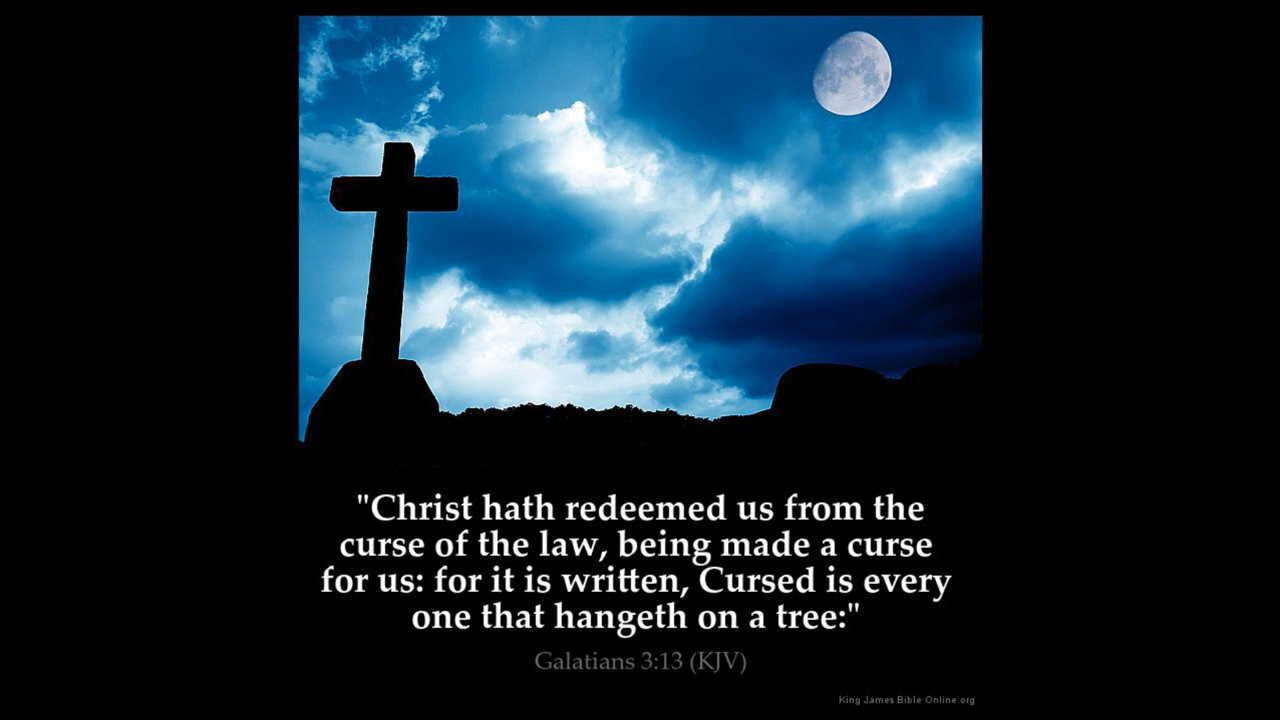 "Christ hath redeemed us from the
curse of the law, being made a curse
for us: for it is written, Cursed is every
one that hangeth on a tree:"
Galatians 3:13 (KJV)
King James Bible Online.org